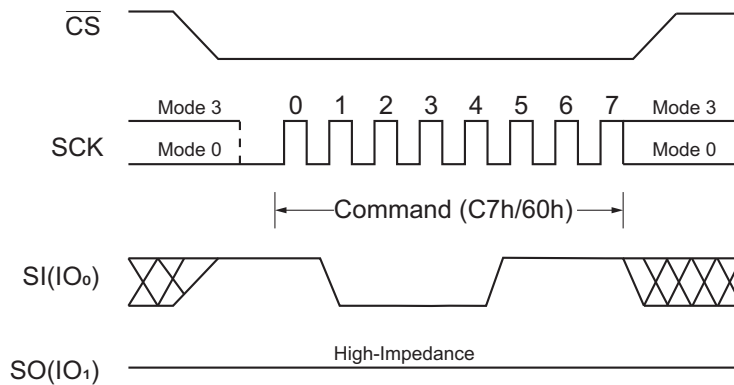 CS
0 1 2 3 4 5 6 7
Mode 3 Mode 3
SCK
Mode 0 Mode 0
Command (C7h/60h)
SI(IO₀)
High-Impedance
SO(IO₁)